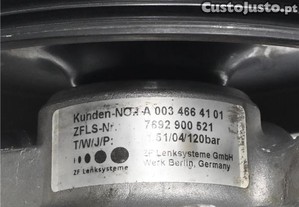 CustoJusto.pt
Kunden-NO: A 003 466 41 01
ZFLS-Nr.: 7692 900 521
T/W/J/P: 51/04/120bar
ZF Lenksysteme GmbH
Werk Berlin, Germany
ZF Lenksysteme